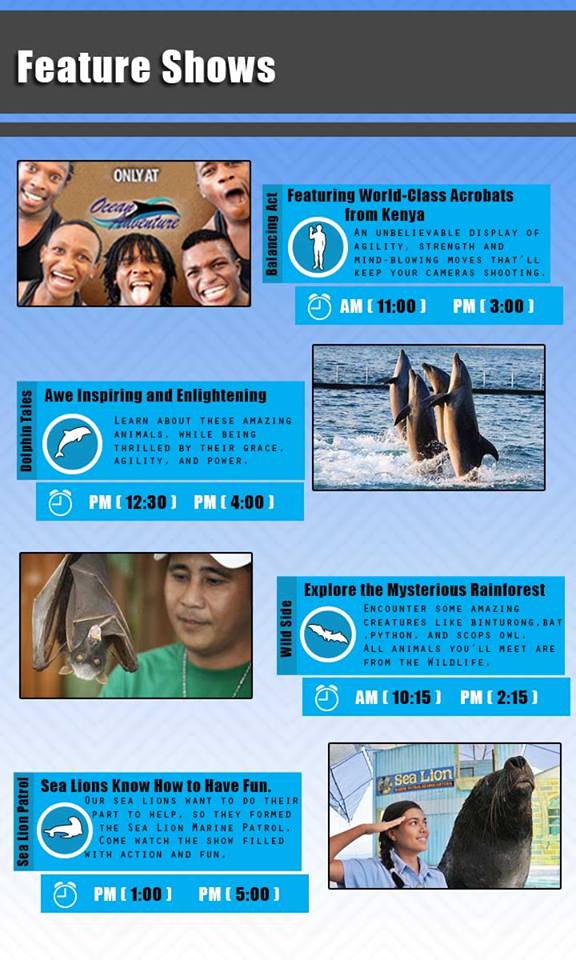 Feature Shows
ONLY AT
Ocean
Adventure
Balancing Act
Featuring World-Class Acrobats
from Kenya
An unbelievable display of
agility, strength and
mind-blowing moves that'll
keep your cameras shooting.
AM ( 11:00 ) PM ( 3:00 )
Dolphin Tales
Awe Inspiring and Enlightening
Learn about these amazing
animals, while being
thrilled by their grace,
agility, and power.
PM ( 12:30 ) PM ( 4:00 )
Wild Side
Explore the Mysterious Rainforest
Encounter some amazing
creatures like binturong,bat
,python, and scops owl.
All animals you'll meet are
from the Wildlife.
AM ( 10:15 ) PM ( 2:15 )
Sea Lion Patrol
Sea Lions Know How to Have Fun.
Our sea lions want to do their
part to help, so they formed
the Sea Lion Marine Patrol.
Come watch the show filled
with action and fun.
PM ( 1:00 ) PM ( 5:00 )
Sea Lion